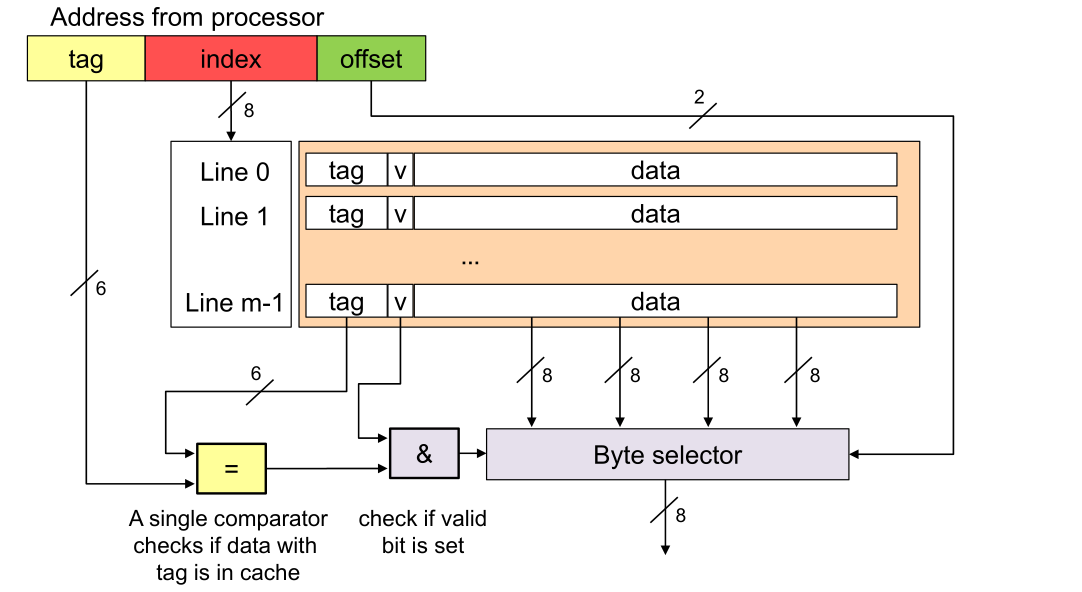 Address from processor
tag index offset
8
2
Line 0 tag v data
Line 1 tag v data
...
Line m-1 tag v data
6
6
8 8 8 8
= & Byte selector
8
A single comparator
checks if data with
tag is in cache
check if valid
bit is set